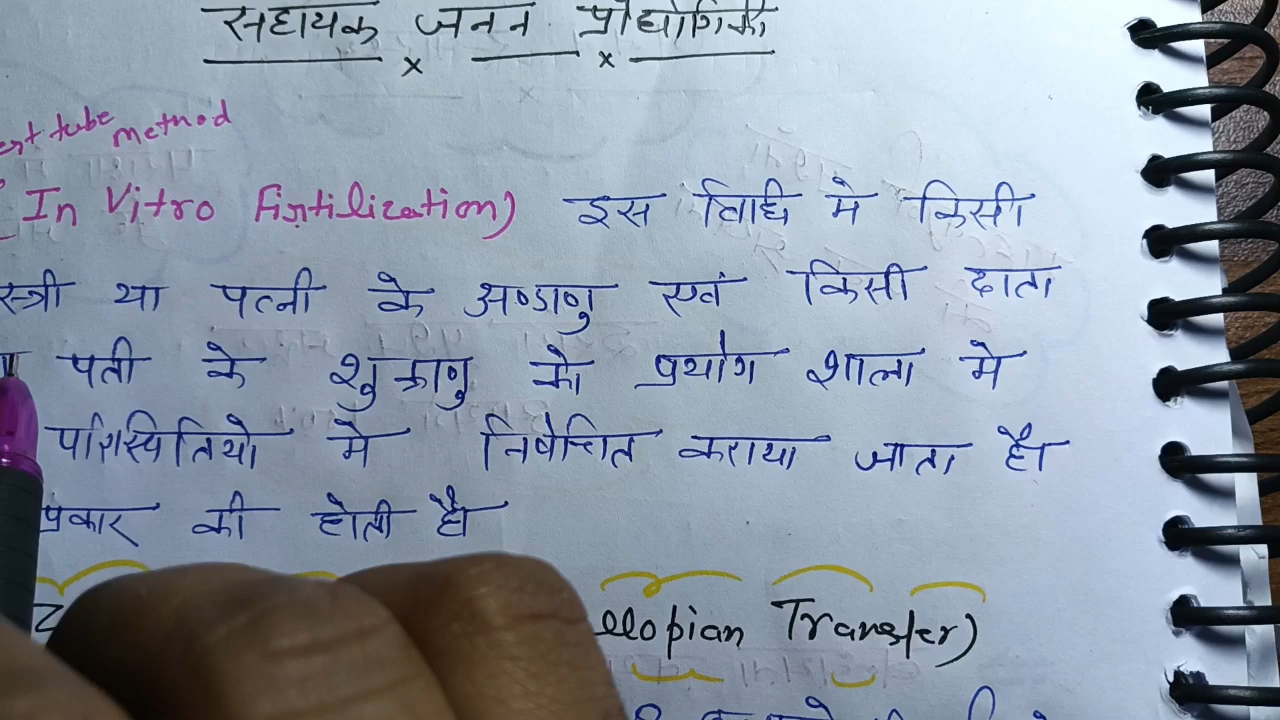 सहायक जनन प्रौद्योगिकी
test tube method
In Vitro Firtilization) इस विधि मे किसी
स्त्री या पत्नी के अण्डाणु एवं किसी दाता
पती के शुक्राणु को प्रयोग शाला मे
परिस्थितियो मे निषेचित कराया जाता है।
प्रकार की होती है
llopian Transfer)